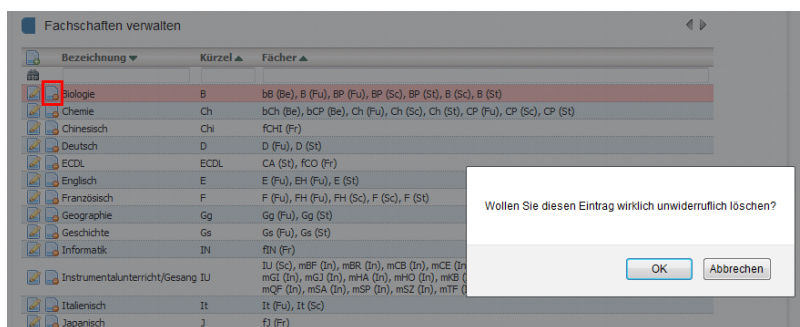 Fachschaften verwalten
Bezeichnung Kürzel Fächer
Biologie B bB (Be), B (Fu), BP (Fu), BP (Sc), BP (St), B (Sc), B (St)
Chemie Ch bCh (Be), bCP (Be), Ch (Fu), Ch (Sc), Ch (St), CP (Fu), CP (Sc), CP (St)
Chinesisch Chi fCHI (Fr)
Deutsch D D (Fu), D (St)
ECDL ECDL CA (St), fCO (Fr)
Englisch E E (Fu), EH (Fu), E (St)
Französisch F F (Fu), FH (Fu), FH (Sc), F (Sc), F (St)
Wollen Sie diesen Eintrag wirklich unwiderruflich löschen?
Geographie Gg Gg (Fu), Gg (St)
Geschichte Gs Gs (Fu), Gs (St)
Informatik IN fIN (Fr)
IU (Sc), mBF (In), mBR (In), mCB (In), mCE (In
Instrumentalunterricht/Gesang IU mGI (In), mGJ (In), mHA (In), mHO (In), mKB (
mQF (In), mSA (In), mSP (In), mSZ (In), mTF (
OK Abbrechen
Italienisch It It (Fu), It (Sc)
Japanisch J fJ (Fr)